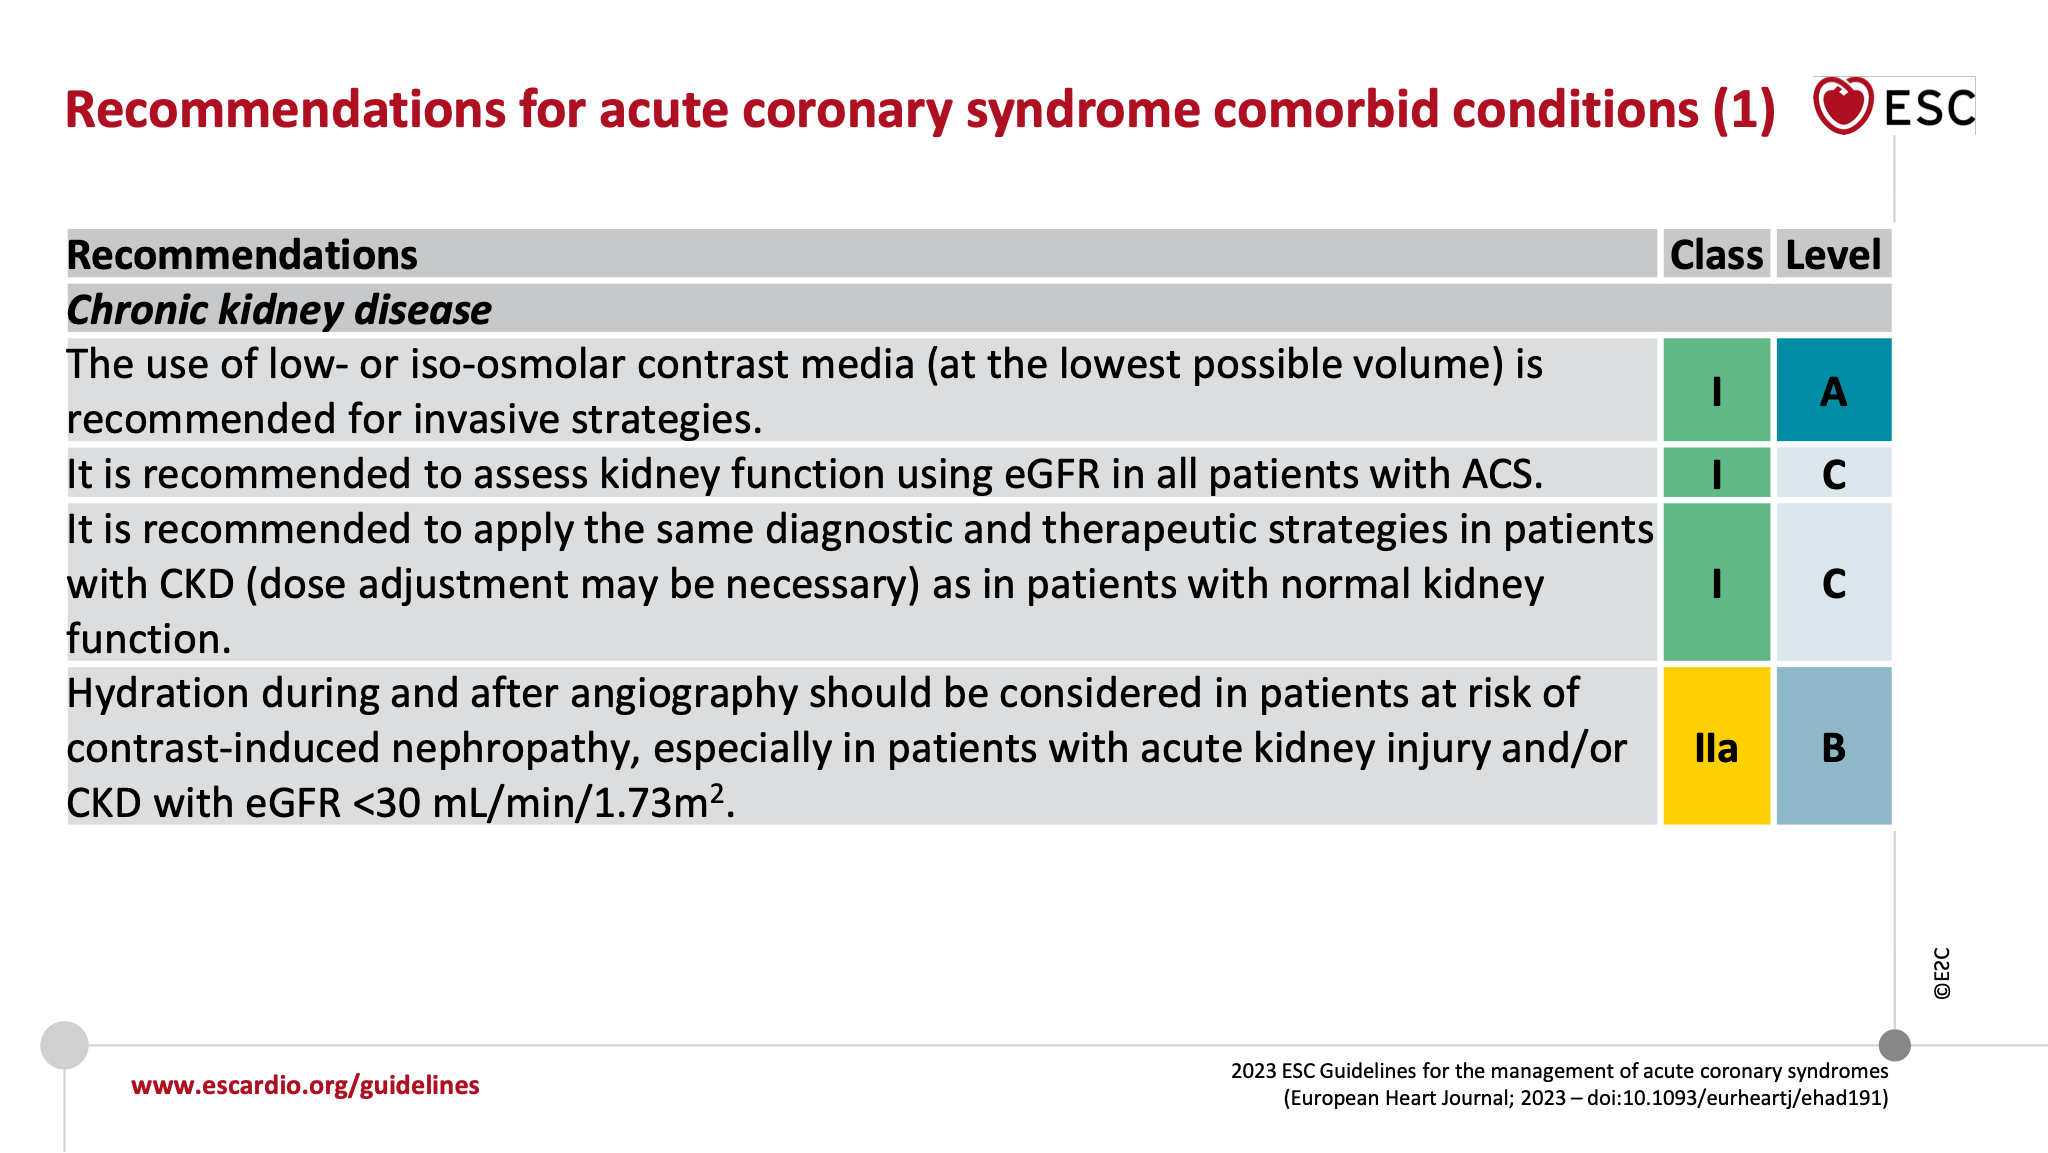 Recommendations for acute coronary syndrome comorbid conditions (1)
ESC
Recommendations Class Level
Chronic kidney disease
The use of low- or iso-osmolar contrast media (at the lowest possible volume) is
recommended for invasive strategies.
I A
It is recommended to assess kidney function using eGFR in all patients with ACS. I C
It is recommended to apply the same diagnostic and therapeutic strategies in patients
with CKD (dose adjustment may be necessary) as in patients with normal kidney
function.
I C
Hydration during and after angiography should be considered in patients at risk of
contrast-induced nephropathy, especially in patients with acute kidney injury and/or
CKD with eGFR <30 mL/min/1.73m².
IIa B
©ESC
www.escardio.org/guidelines
2023 ESC Guidelines for the management of acute coronary syndromes
(European Heart Journal; 2023 – doi:10.1093/eurheartj/ehad191)